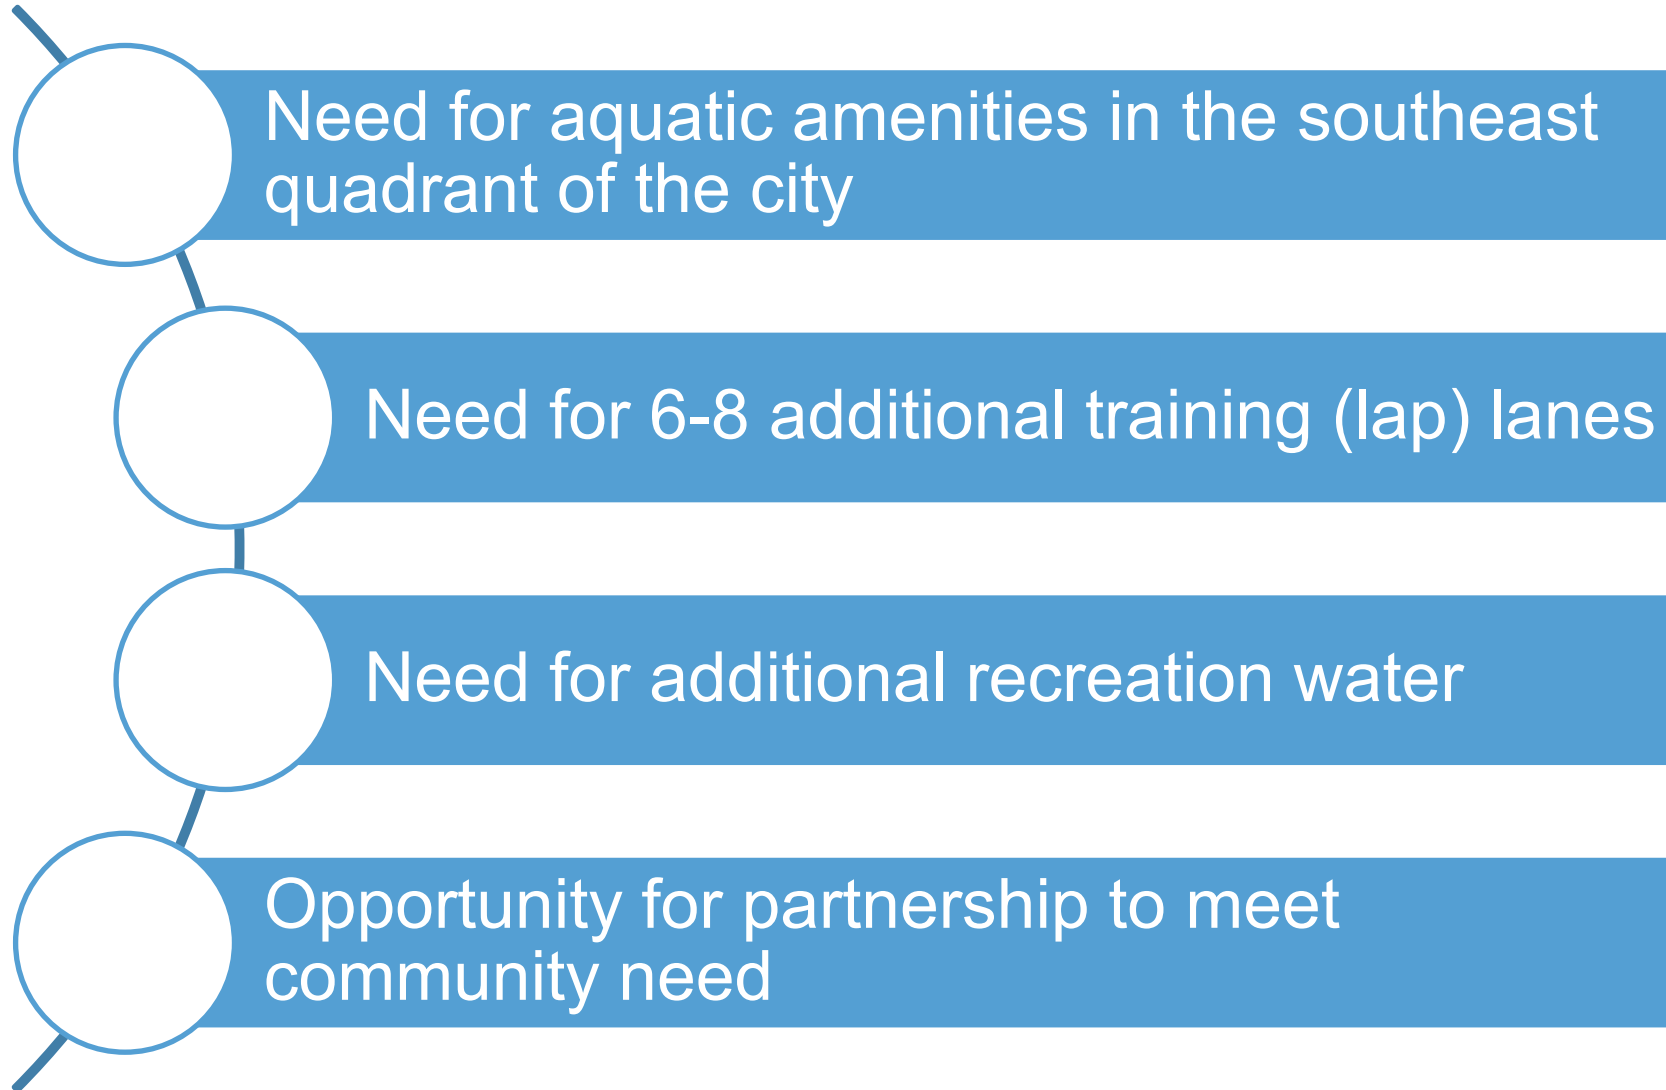 Need for aquatic amenities in the southeast
quadrant of the city
Need for 6-8 additional training (lap) lanes
Need for additional recreation water
Opportunity for partnership to meet
community need